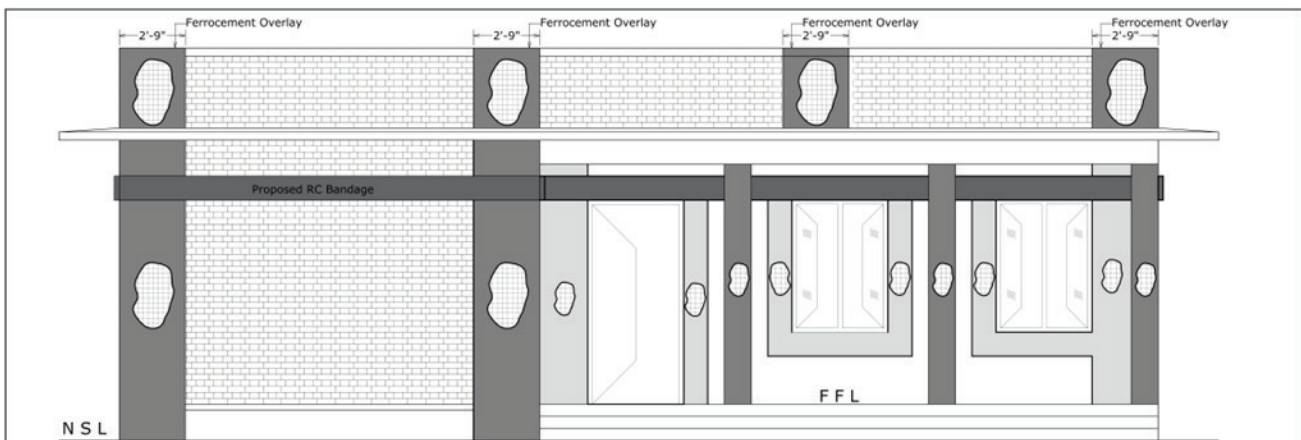 Ferrocement Overlay
Ferrocement Overlay
Ferrocement Overlay
Ferrocement Overlay
2'-9"
2'-9"
2'-9"
2'-9"
Proposed RC Bandage
F F L
N S L